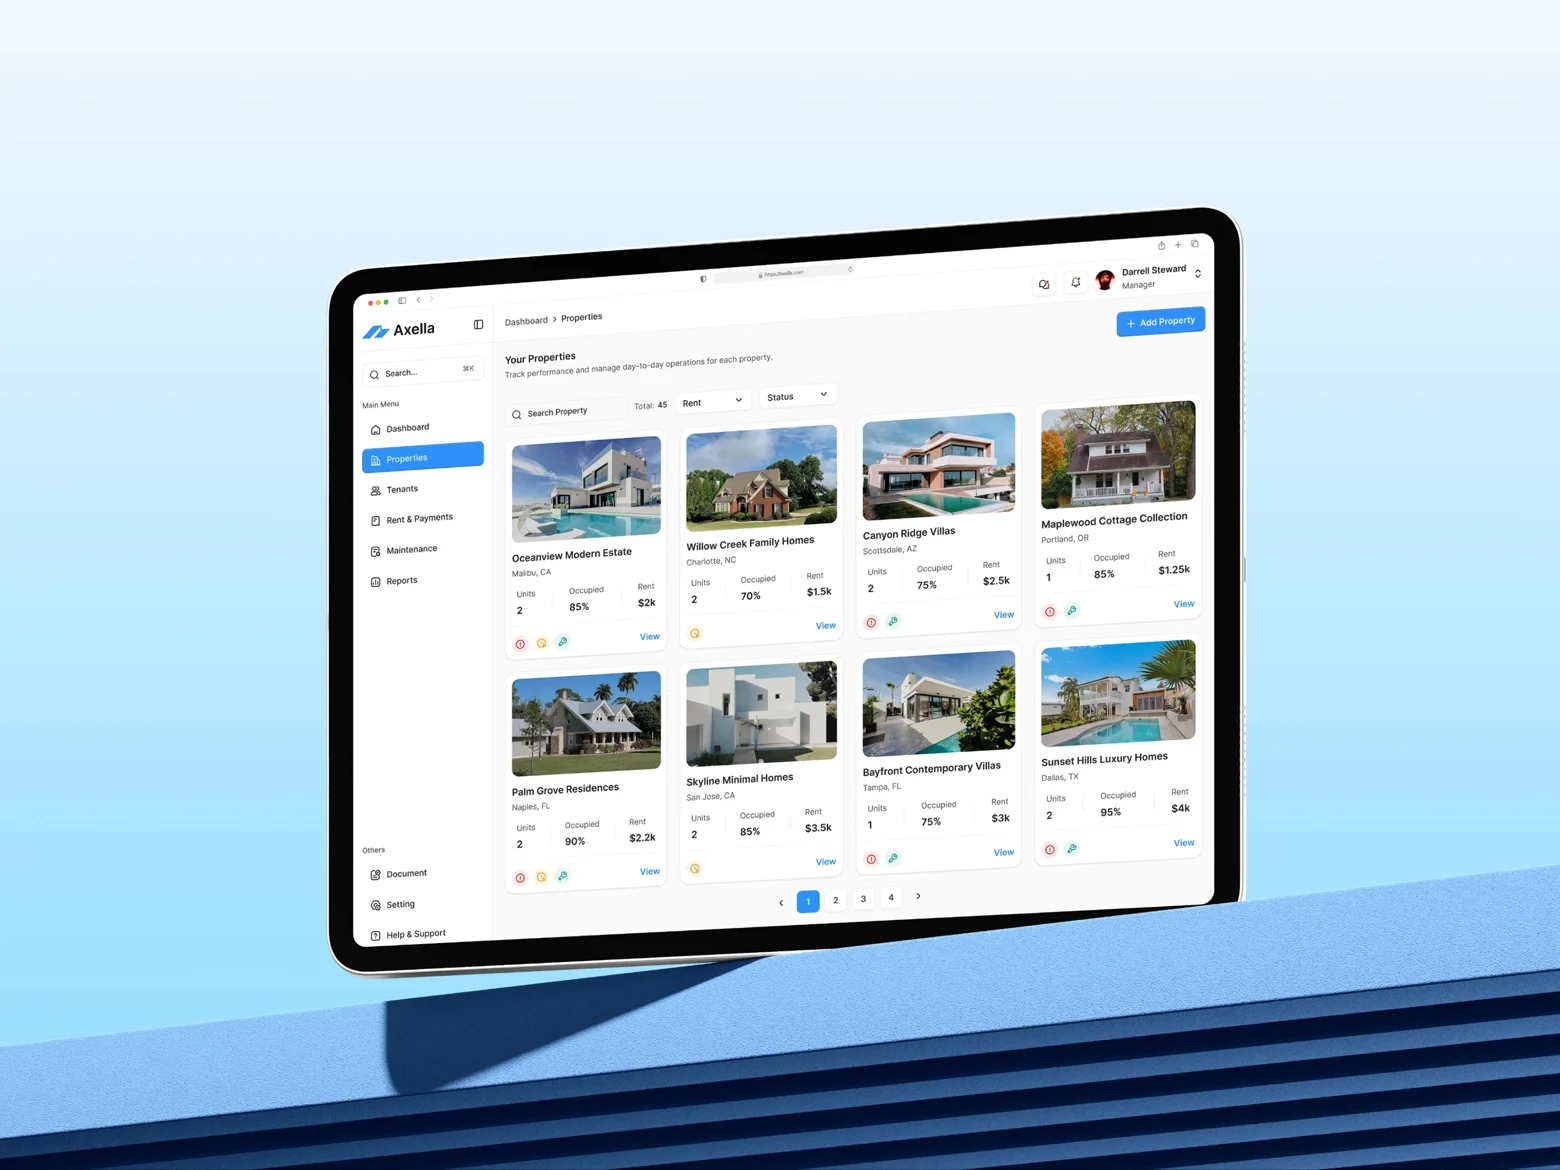 https://axella.com
Darrell Steward
Manager
Axella
Dashboard > Properties
+ Add Property
Search...
⌘K
Your Properties
Track performance and manage day-to-day operations for each property.
Main Menu
Dashboard
Properties
Tenants
Rent & Payments
Maintenance
Reports
Others
Document
Setting
Help & Support
Search Property
Total: 45
Rent
Status
Oceanview Modern Estate
Malibu, CA
Units Occupied Rent
2 85% $2k
View
Willow Creek Family Homes
Charlotte, NC
Units Occupied Rent
2 70% $1.5k
View
Canyon Ridge Villas
Scottsdale, AZ
Units Occupied Rent
2 75% $2.5k
View
Maplewood Cottage Collection
Portland, OR
Units Occupied Rent
1 85% $1.25k
View
Palm Grove Residences
Naples, FL
Units Occupied Rent
2 90% $2.2k
View
Skyline Minimal Homes
San Jose, CA
Units Occupied Rent
2 85% $3.5k
View
Bayfront Contemporary Villas
Tampa, FL
Units Occupied Rent
1 75% $3k
View
Sunset Hills Luxury Homes
Dallas, TX
Units Occupied Rent
2 95% $4k
View
1 2 3 4